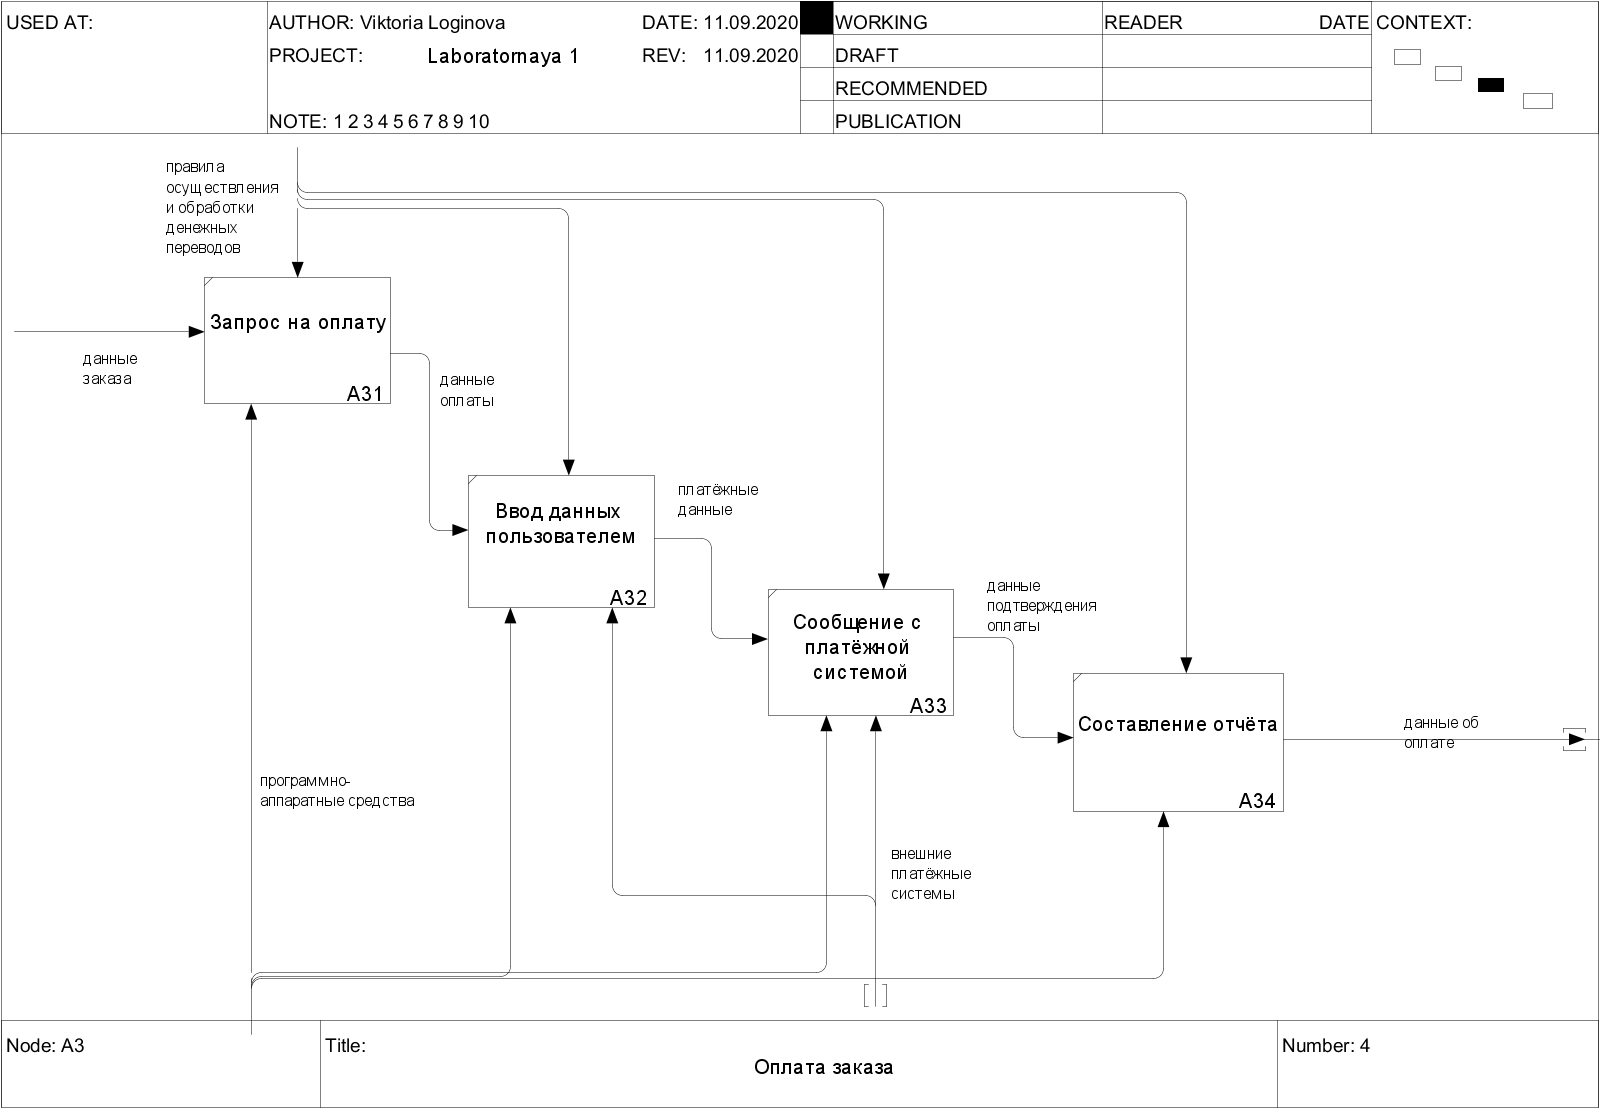 USED AT:
AUTHOR: Viktoria Loginova
DATE: 11.09.2020
PROJECT: Laboratornaya 1
REV: 11.09.2020
NOTE: 1 2 3 4 5 6 7 8 9 10
WORKING
DRAFT
RECOMMENDED
PUBLICATION
READER
DATE
CONTEXT:
правила
осуществления
и обработки
денежных
переводов
Запрос на оплату
A31
данные
заказа
данные
оплаты
Ввод данных
пользователем
A32
платёжные
данные
Сообщение с
платёжной
системой
A33
данные
подтверждения
оплаты
Составление отчёта
A34
данные об
оплате
программно-
аппаратные средства
внешние
платёжные
системы
Node: A3
Title:
Оплата заказа
Number: 4